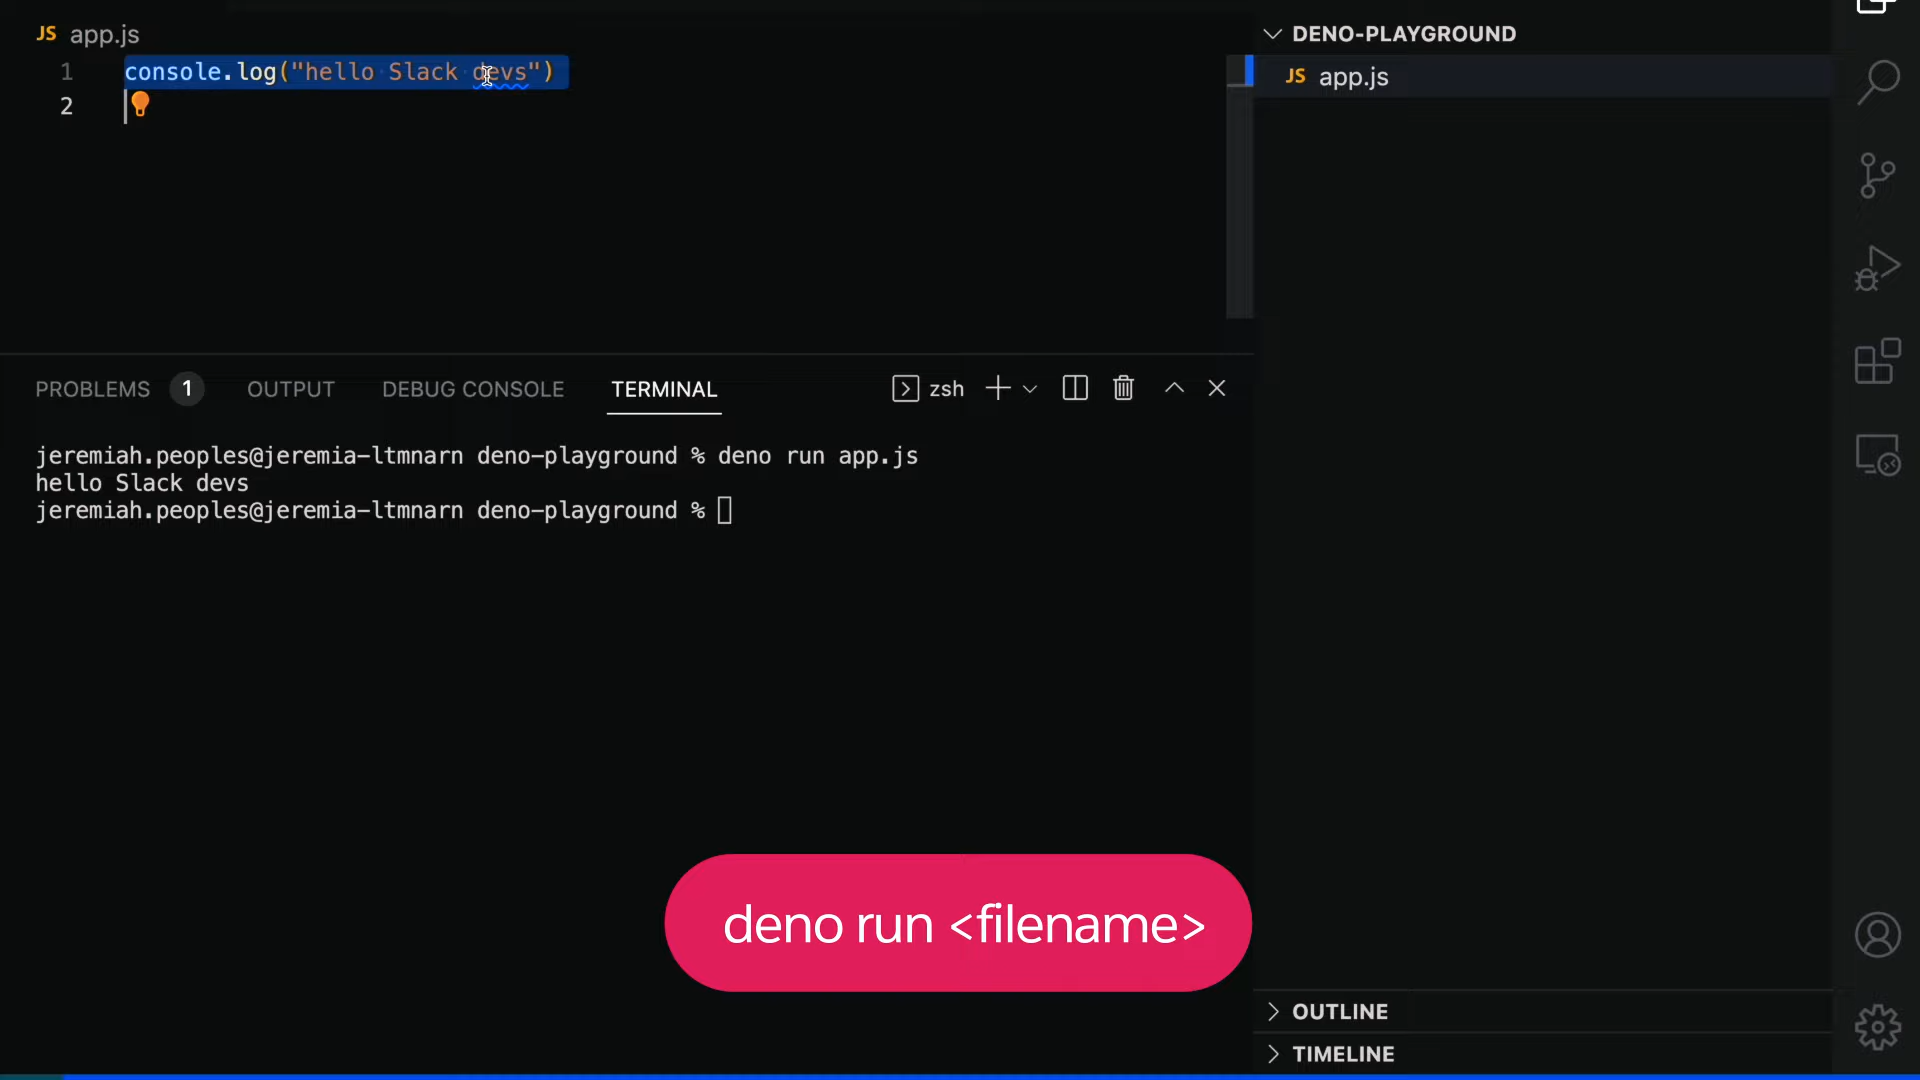 JS app.js
1 console.log("hello Slack devs")
2
DENO-PLAYGROUND
JS app.js
PROBLEMS 1 OUTPUT DEBUG CONSOLE TERMINAL zsh
jeremiah.peoples@jeremia-ltmnarn deno-playground % deno run app.js
hello Slack devs
jeremiah.peoples@jeremia-ltmnarn deno-playground %
deno run <filename>
OUTLINE
TIMELINE